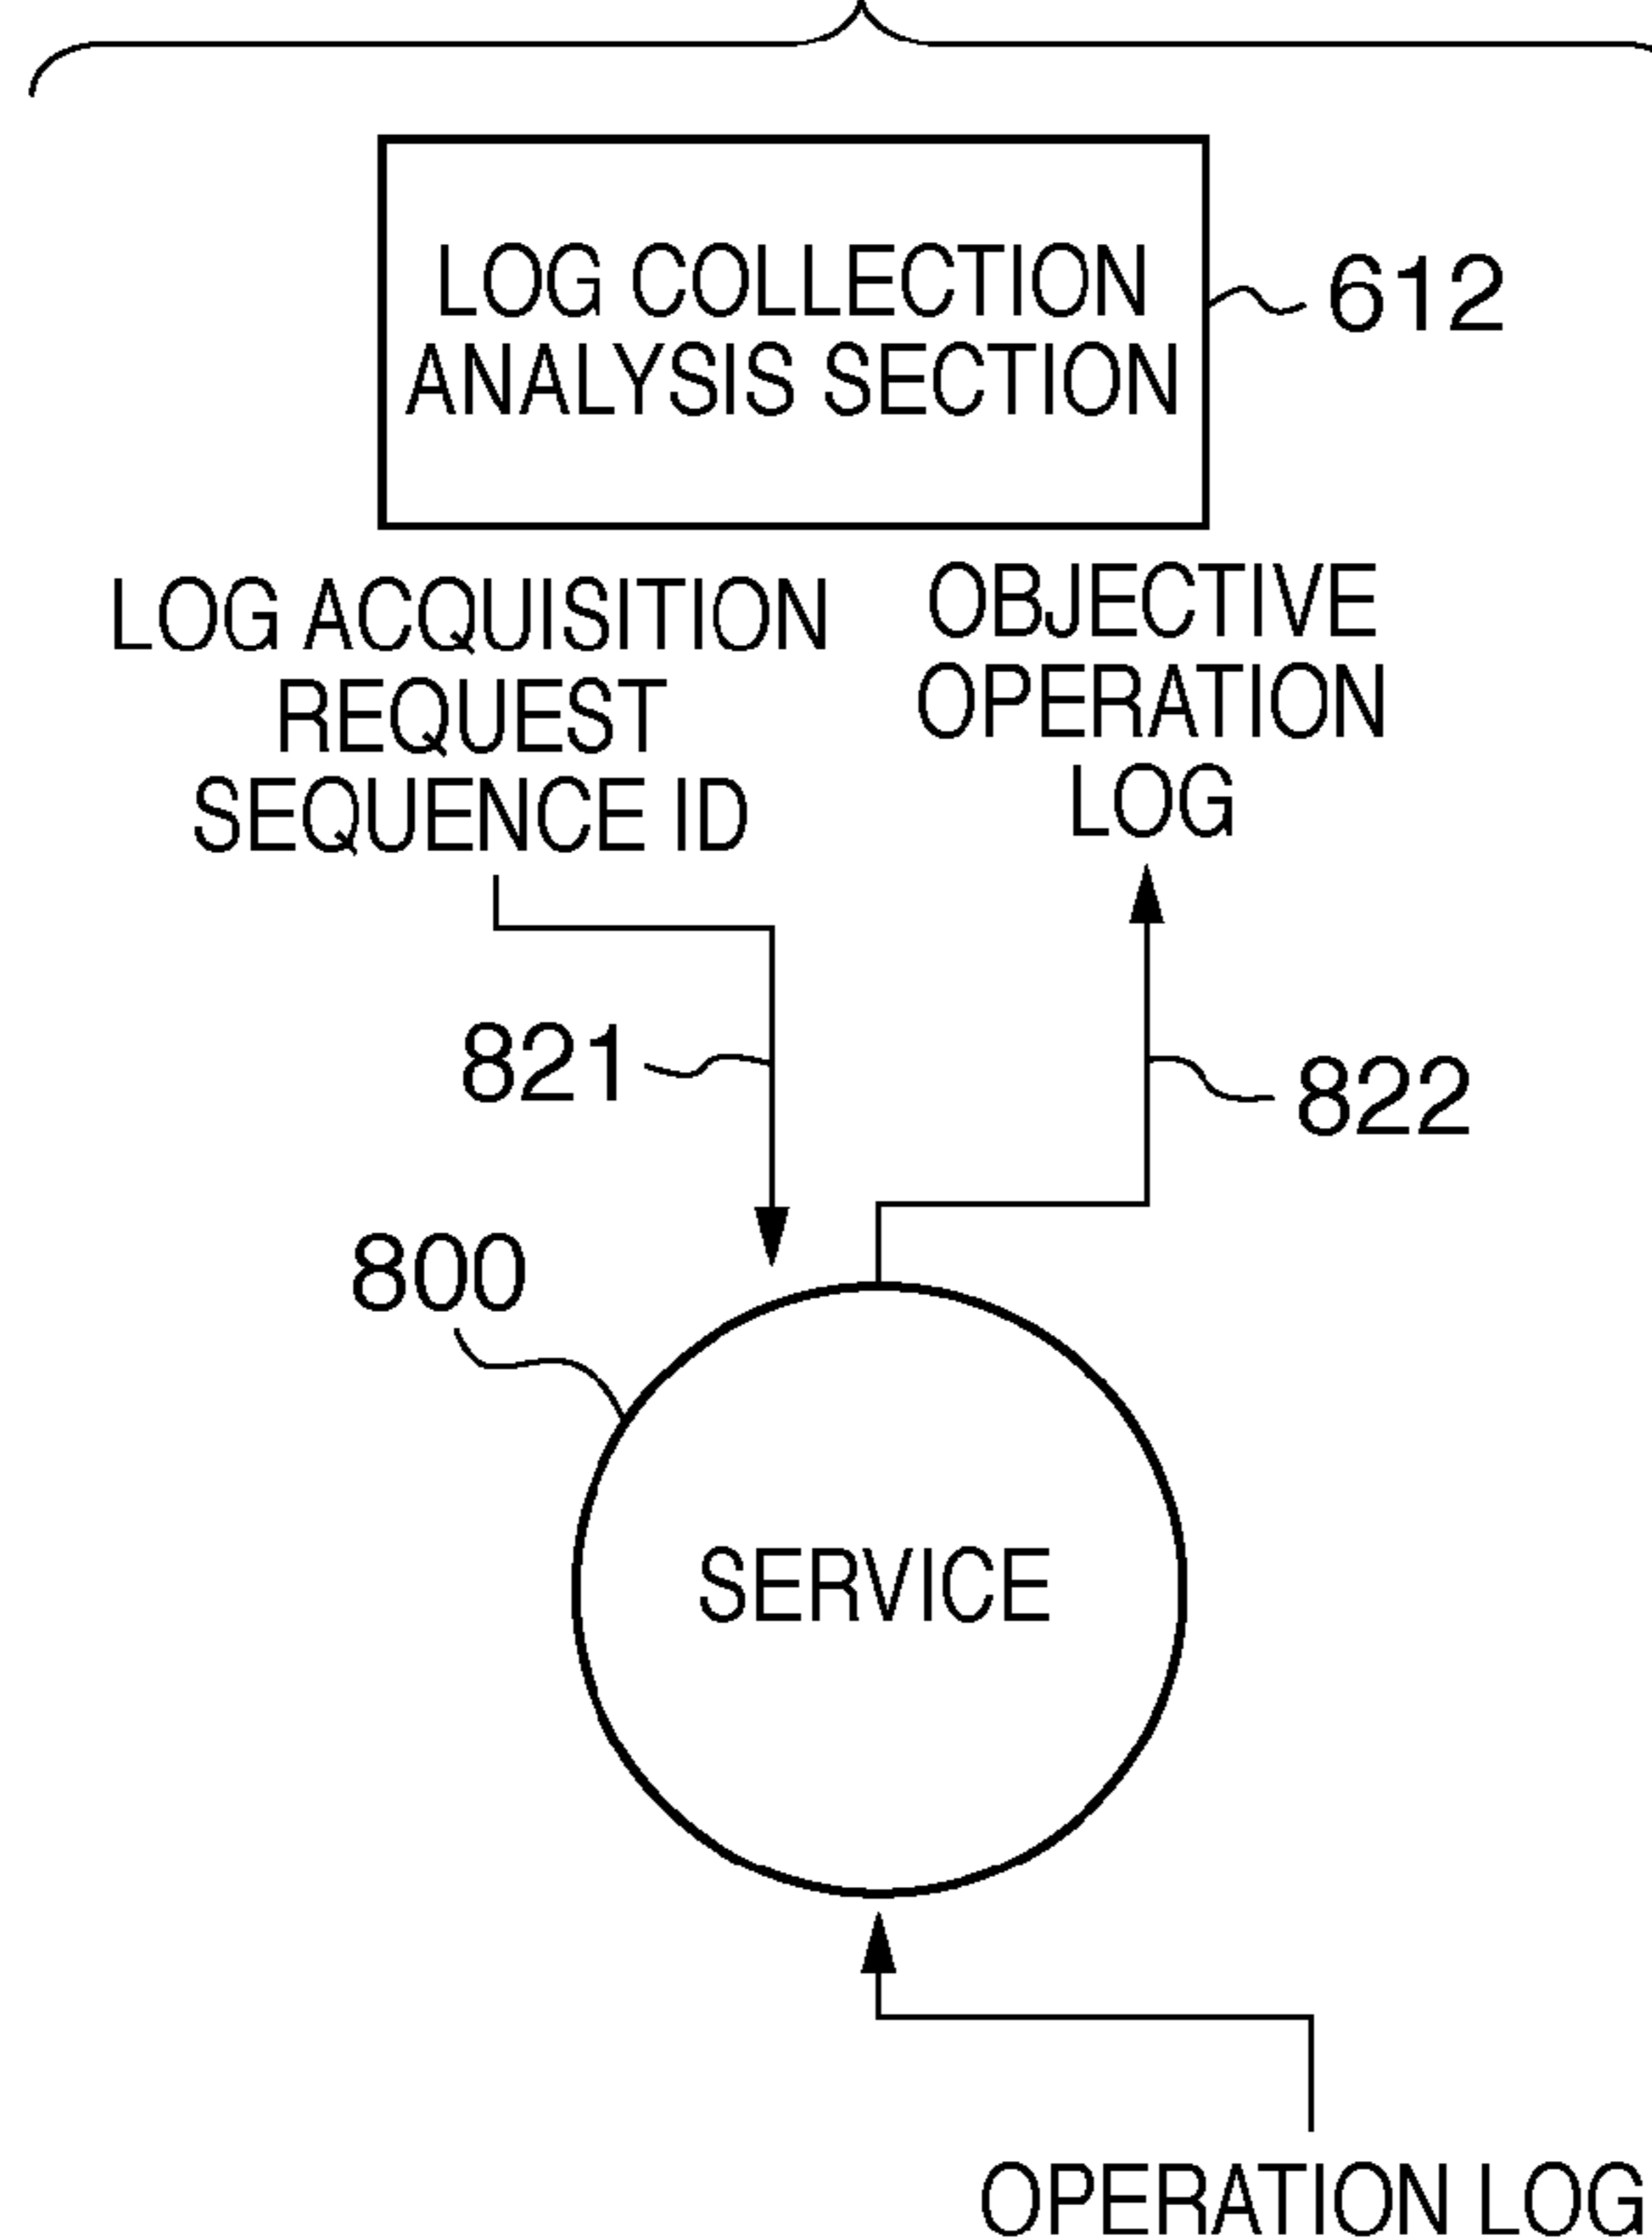 LOG COLLECTION
ANALYSIS SECTION
612
LOG ACQUISITION
REQUEST
SEQUENCE ID
OBJECTIVE
OPERATION
LOG
821
822
800
SERVICE
OPERATION LOG